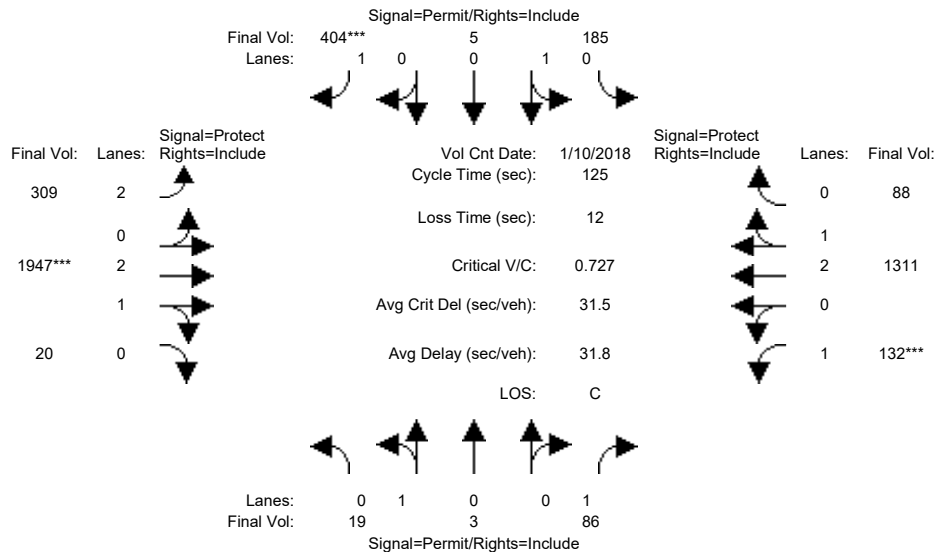 Signal=Permit/Rights=Include
Final Vol: 404*** 5 185
Lanes: 1 0 0 1 0
Signal=Protect
Final Vol: Lanes: Rights=Include
Vol Cnt Date: 1/10/2018
Signal=Protect
Rights=Include Lanes: Final Vol:
Cycle Time (sec): 125
309 2
0 88
Loss Time (sec): 12
0
1
1947*** 2
Critical V/C: 0.727
2 1311
1
Avg Crit Del (sec/veh): 31.5
0
20 0
Avg Delay (sec/veh): 31.8
1 132***
LOS: C
Lanes: 0 1 0 0 1
Final Vol: 19 3 86
Signal=Permit/Rights=Include